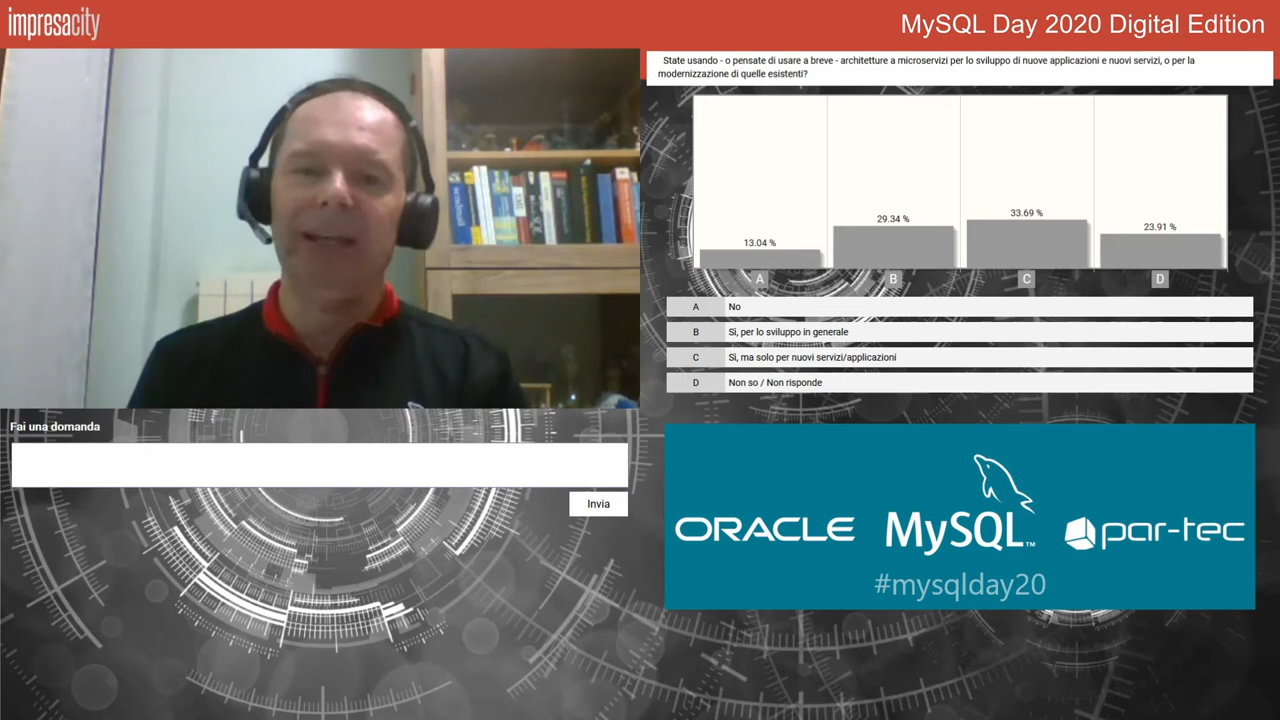 impresacity
MySQL Day 2020 Digital Edition
State usando - o pensate di usare a breve - architetture a microservizi per lo sviluppo di nuove applicazioni e nuovi servizi, o per la
modernizzazione di quelle esistenti?
13.04 %
29.34 %
33.69 %
23.91 %
A
B
C
D
A No
B Sì, per lo sviluppo in generale
C Sì, ma solo per nuovi servizi/applicazioni
D Non so / Non risponde
Fai una domanda
Invia
ORACLE
MySQL™
par-tec
#mysqlday20